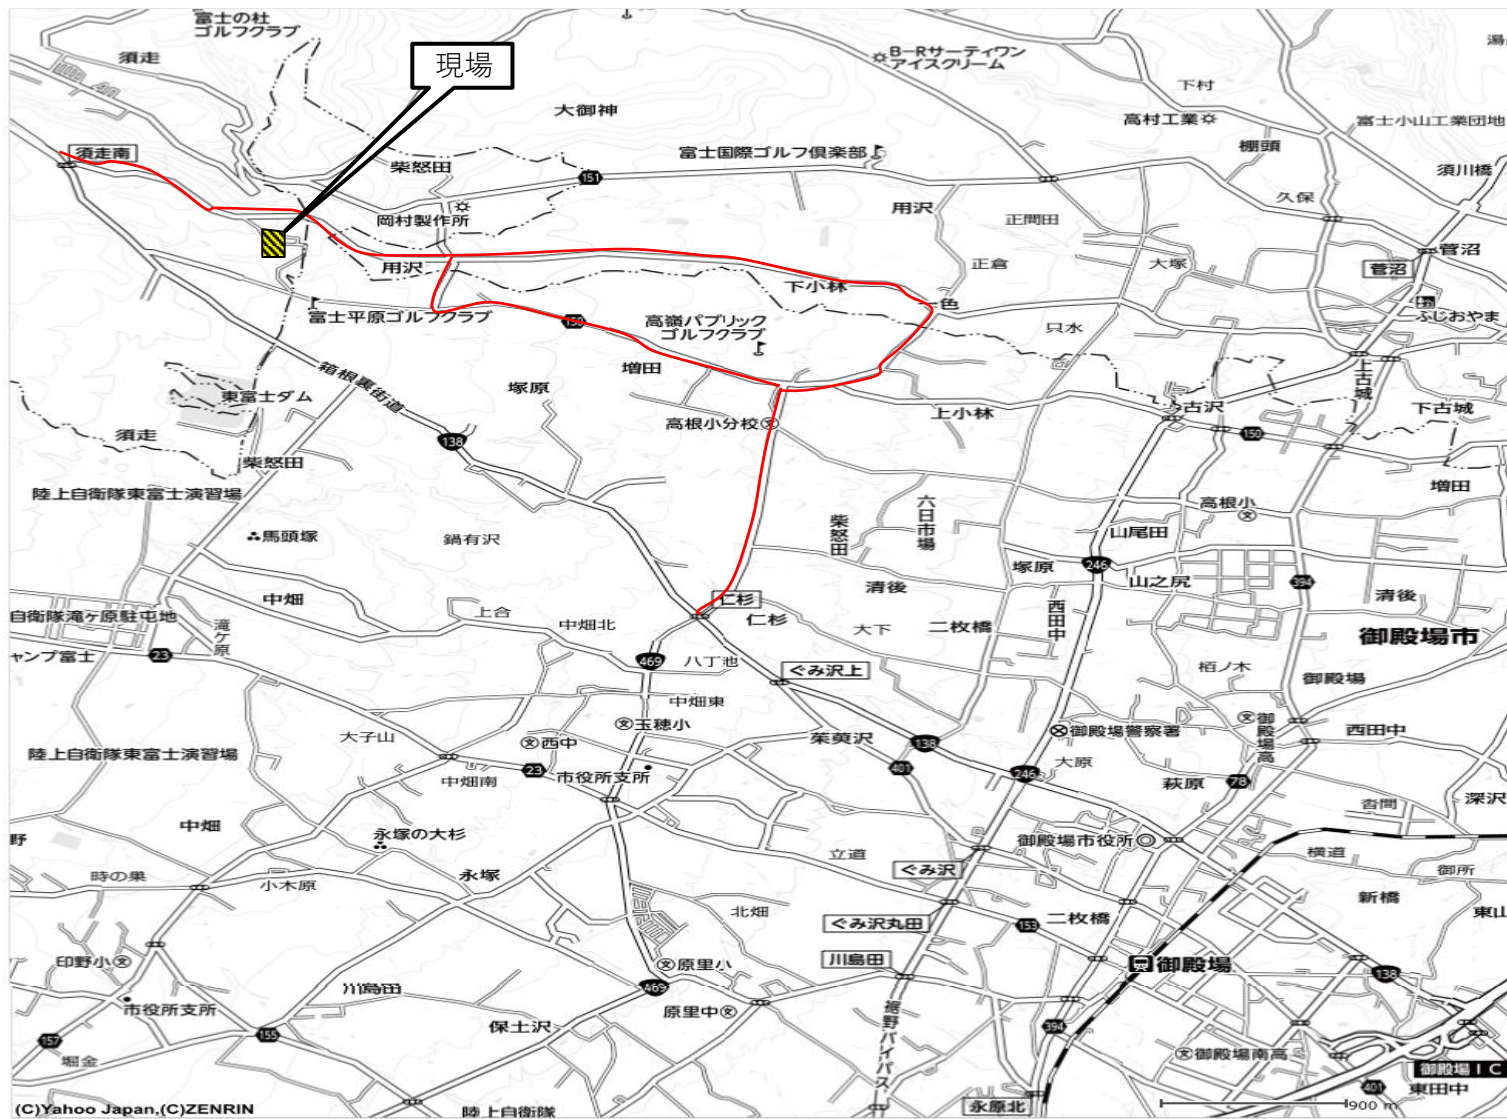 富士の杜
ゴルフクラブ
須走
現場
B-Rサーティワン
アイスクリーム
下村
大御神
高村工業
富士小山工業団地
棚頭
須走南
柴怒田
富士国際ゴルフ倶楽部
須川橋
151
久保
岡村製作所
用沢
正間田
菅沼
菅沼
用沢
正倉
大塚
下小林
一色
富士平原ゴルフクラブ
150
高嶺パブリック
ゴルフクラブ
只水
ふじおやま
箱根裏街道
増田
上古城
塚原
東富士ダム
須走
高根小分校
上小林
古沢
下古城
138
150
柴怒田
増田
陸上自衛隊東富士演習場
高根小
馬頭塚
鍋有沢
柴怒田
六日市場
山尾田
塚原
246
山之尻
394
清後
清後
中畑
上合
仁杉
仁杉
西田中
自衛隊滝ヶ原駐屯地
滝ケ原
中畑北
大下
二枚橋
御殿場市
ャンプ富士
23
469
八丁池
ぐみ沢上
栢ノ木
御殿場
中畑東
玉穂小
大子山
西中
茱萸沢
138
御殿場警察署
御殿場高
西田中
陸上自衛隊東富士演習場
中畑南
23
市役所支所
401
246
大原
萩原
78
沓間
深沢
中畑
永塚の大杉
野
立道
御殿場市役所
横道
ぐみ沢
御所
時の巣
小木原
永塚
新橋
北畑
ぐみ沢丸田
153
二枚橋
東山
印野小
川島田
原里小
川島田
御殿場
138
469
市役所支所
原里中
保土沢
裾野バイパス
394
157
155
堀金
御殿場南高
御殿場IC
401
東田中
(C)Yahoo Japan,(C)ZENRIN
陸上自衛隊
永原北
900 m